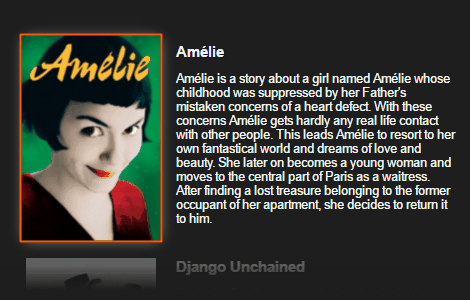 Amélie
Amélie
Amélie is a story about a girl named Amélie whose
childhood was suppressed by her Father's
mistaken concerns of a heart defect. With these
concerns Amélie gets hardly any real life contact
with other people. This leads Amélie to resort to her
own fantastical world and dreams of love and
beauty. She later on becomes a young woman and
moves to the central part of Paris as a waitress.
After finding a lost treasure belonging to the former
occupant of her apartment, she decides to return it
to him.
Django Unchained